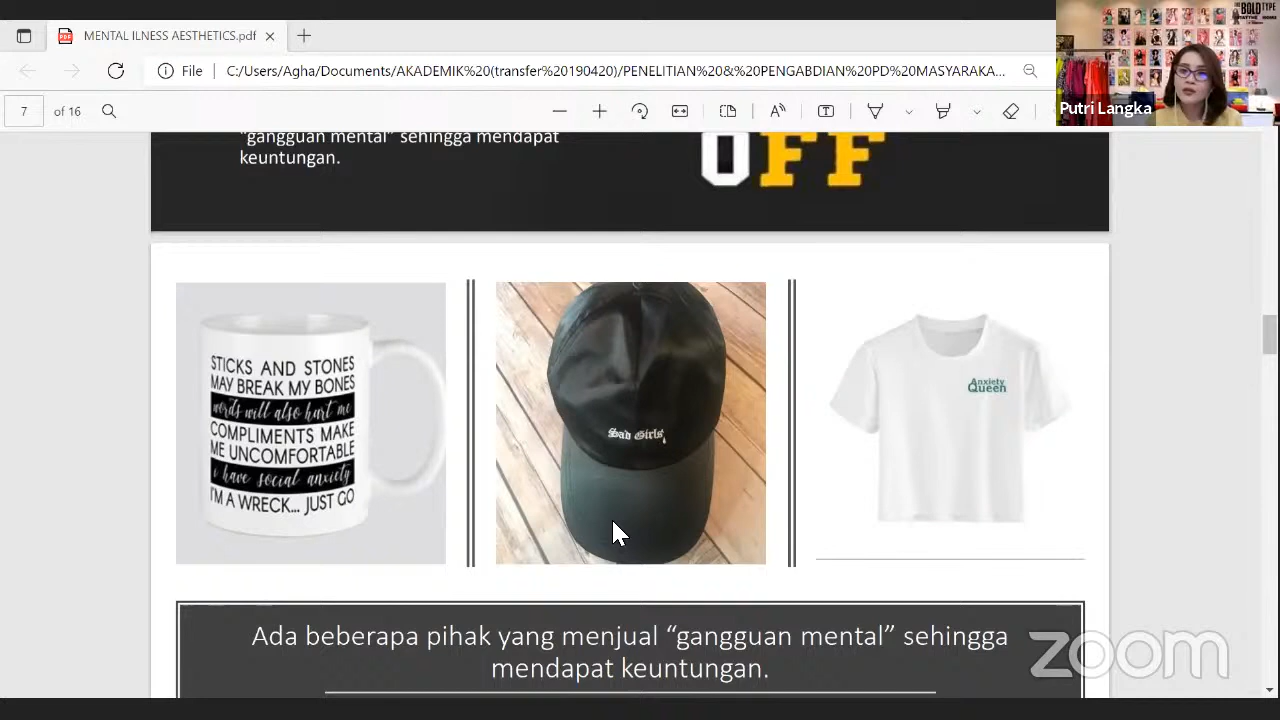 MENTAL ILNESS AESTHETICS.pdf
File
C:/Users/Agha/Documents/AKADEMIK%20(transfer%20190420)/PENELITIAN%20&%20PENGABDIAN%20PD%20MASYARAKA...
7 of 16
THE BOLD TYPE
Putri Langka
"gangguan mental" sehingga mendapat
keuntungan.
OFF
STICKS AND STONES
MAY BREAK MY BONES
words will also hurt me
COMPLIMENTS MAKE
ME UNCOMFORTABLE
i have social anxiety
I'M A WRECK... JUST GO
Sad Girls
Anxiety
Queen
Ada beberapa pihak yang menjual "gangguan mental" sehingga
mendapat keuntungan.
zoom